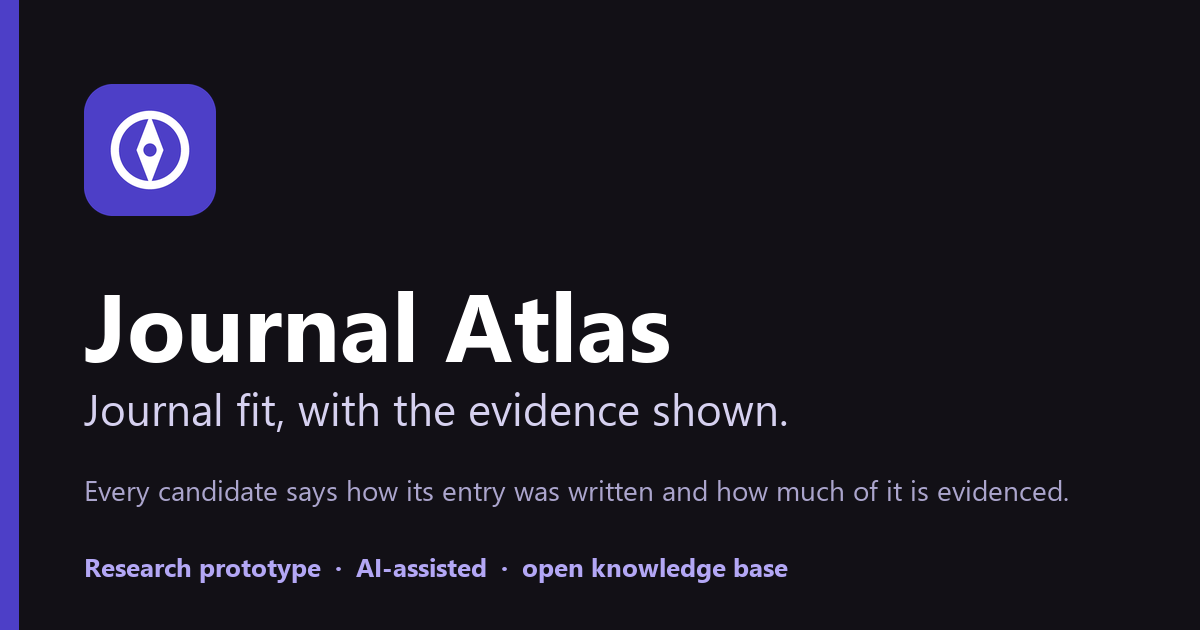 Journal Atlas
Journal fit, with the evidence shown.
Every candidate says how its entry was written and how much of it is evidenced.
Research prototype · AI-assisted · open knowledge base